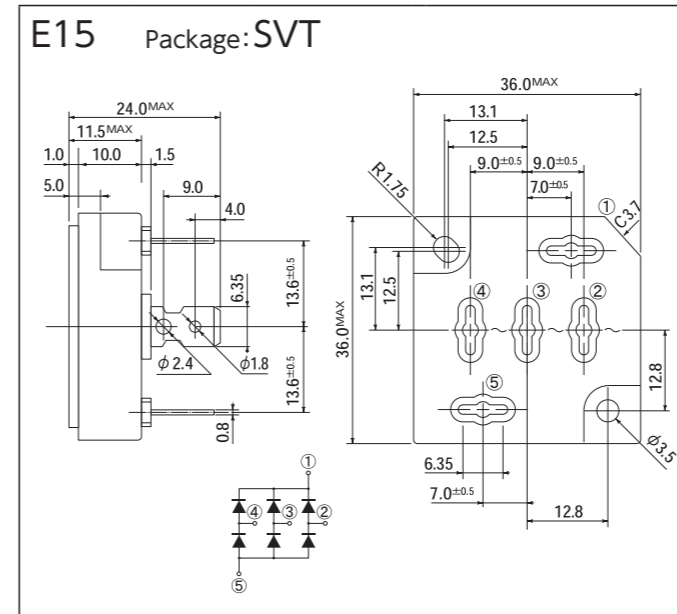 E15 Package:SVT
24.0MAX
11.5MAX
1.0 10.0 1.5
5.0 9.0
4.0
6.35
13.6±0.5
13.6±0.5
ϕ2.4 ϕ1.8
0.8
36.0MAX
13.1
12.5
9.0±0.5 9.0±0.5
7.0±0.5
R1.75
① C3.7
13.1
12.5
36.0MAX
④ ③ ②
~ ~ ~
12.8
⑤
6.35
7.0±0.5
12.8
ϕ3.5
①
④ ③ ②
⑤